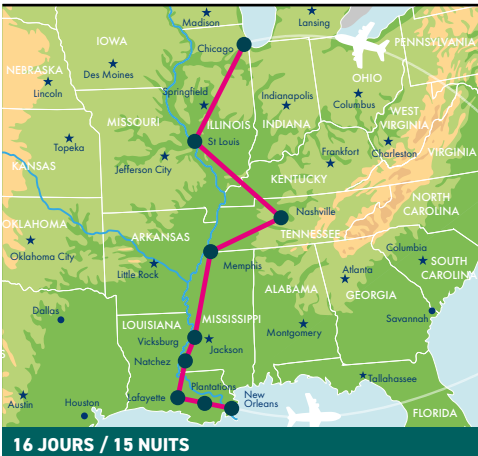 Madison
Lansing
Chicago
IOWA
PENNSYLVANIA
Des Moines
NEBRASKA
OHIO
Lincoln
Springfield
Indianapolis
Columbus
MISSOURI
ILLINOIS
INDIANA
WEST
VIRGINIA
Topeka
St Louis
Frankfort
Charleston
VIRGINIA
KANSAS
Jefferson City
KENTUCKY
NORTH
CAROLINA
Nashville
OKLAHOMA
ARKANSAS
TENNESSEE
Columbia
Oklahoma City
Memphis
SOUTH
CAROLINA
Little Rock
Atlanta
ALABAMA
GEORGIA
Dallas
LOUISIANA
MISSISSIPPI
Savannah
Vicksburg
Jackson
Montgomery
Natchez
S
Plantations
Tallahassee
Austin
Houston
Lafayette
New
Orleans
FLORIDA
16 JOURS / 15 NUITS